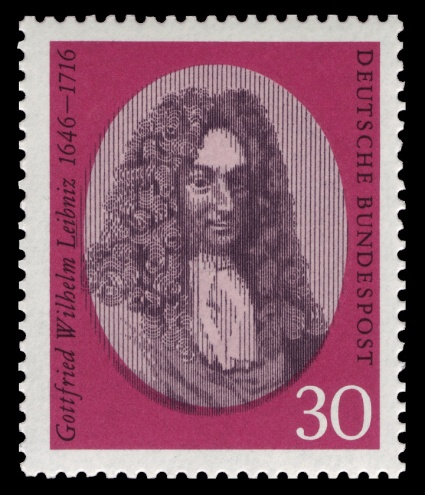 Gottfried Wilhelm Leibniz 1646–1716
DEUTSCHE BUNDESPOST
30